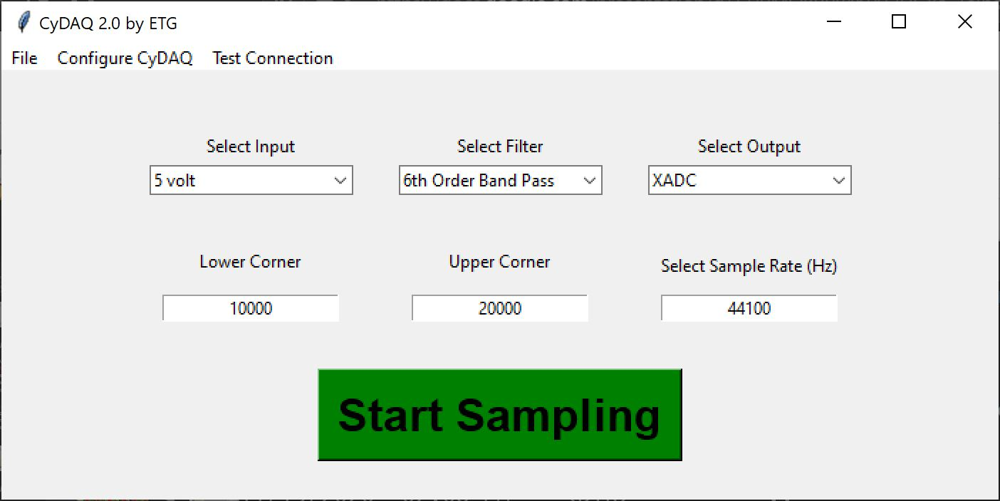 CyDAQ 2.0 by ETG
File Configure CyDAQ Test Connection
Select Input Select Filter Select Output
5 volt 6th Order Band Pass XADC
Lower Corner Upper Corner Select Sample Rate (Hz)
10000 20000 44100
Start Sampling